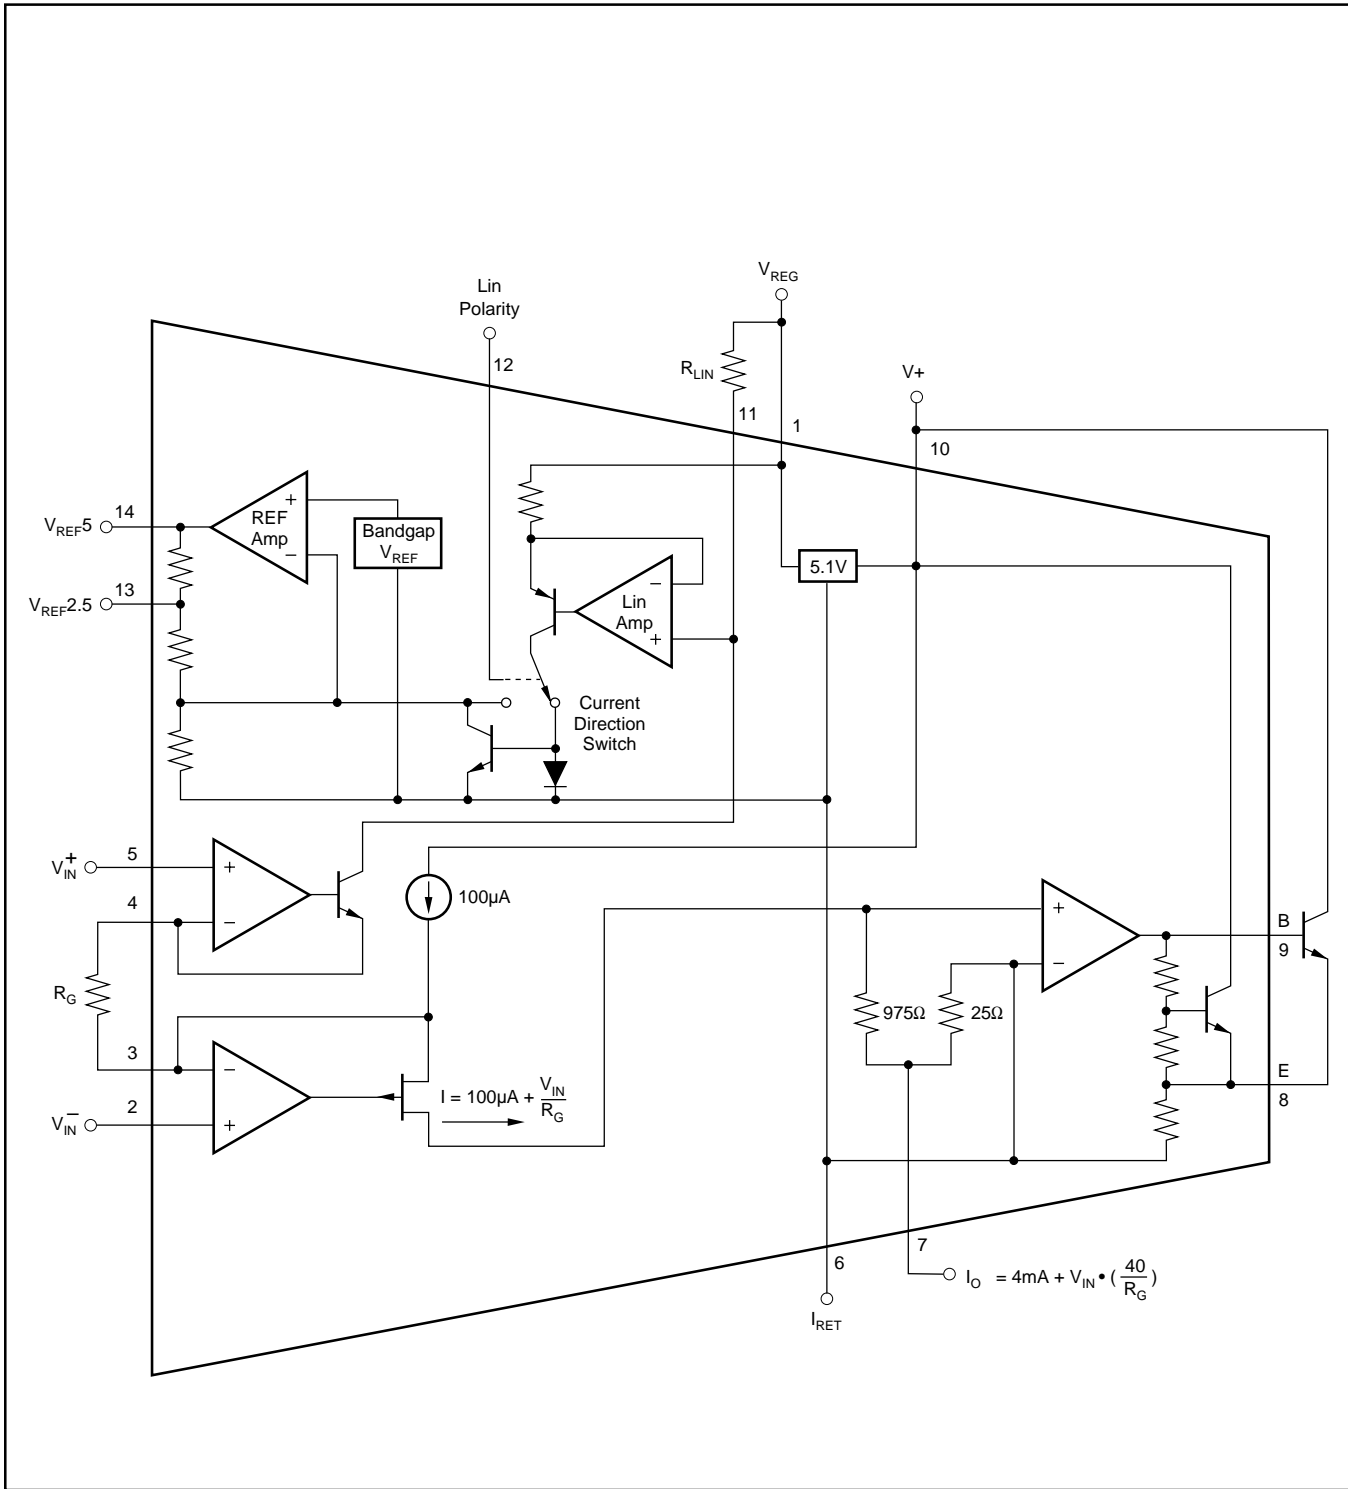 V_REG
Lin
Polarity
12
R_LIN
V+
11
1
10
14
V_REF5
+
REF
Amp
−
Bandgap
V_REF
5.1V
13
V_REF2.5
−
Lin
Amp
+
Current
Direction
Switch
V+IN
5
+
4
−
100µA
+
B
9
−
R_G
975Ω
25Ω
3
−
I = 100µA + V_IN/R_G
E
8
2
V−IN
+
7
6
I_O = 4mA + V_IN • (40/R_G)
I_RET